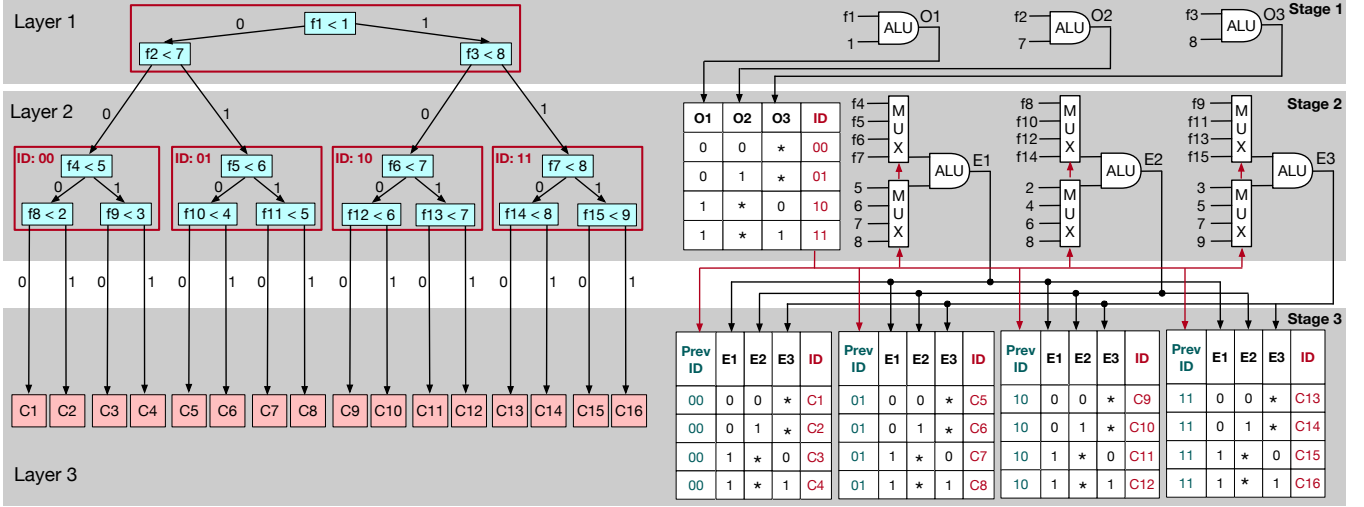 Layer 1
0
f1 < 1
1
f2 < 7
f3 < 8
f1
1
ALU
O1
f2
7
ALU
O2
f3
8
ALU
O3
Stage 1
Layer 2
0
1
0
1
ID: 00
f4 < 5
0
1
f8 < 2
f9 < 3
ID: 01
f5 < 6
0
1
f10 < 4
f11 < 5
ID: 10
f6 < 7
0
1
f12 < 6
f13 < 7
ID: 11
f7 < 8
0
1
f14 < 8
f15 < 9
Stage 2
O1 O2 O3 ID
0 0 * 00
0 1 * 01
1 * 0 10
1 * 1 11
f4
f5
f6
f7
MUX
5
6
7
8
MUX
ALU
E1
f8
f10
f12
f14
MUX
2
4
6
8
MUX
ALU
E2
f9
f11
f13
f15
MUX
3
5
7
9
MUX
ALU
E3
0 1 0 1 0 1 0 1 0 1 0 1 0 1 0 1
Stage 3
C1 C2 C3 C4 C5 C6 C7 C8 C9 C10 C11 C12 C13 C14 C15 C16
Layer 3
Prev ID E1 E2 E3 ID
00 0 0 * C1
00 0 1 * C2
00 1 * 0 C3
00 1 * 1 C4
Prev ID E1 E2 E3 ID
01 0 0 * C5
01 0 1 * C6
01 1 * 0 C7
01 1 * 1 C8
Prev ID E1 E2 E3 ID
10 0 0 * C9
10 0 1 * C10
10 1 * 0 C11
10 1 * 1 C12
Prev ID E1 E2 E3 ID
11 0 0 * C13
11 0 1 * C14
11 1 * 0 C15
11 1 * 1 C16